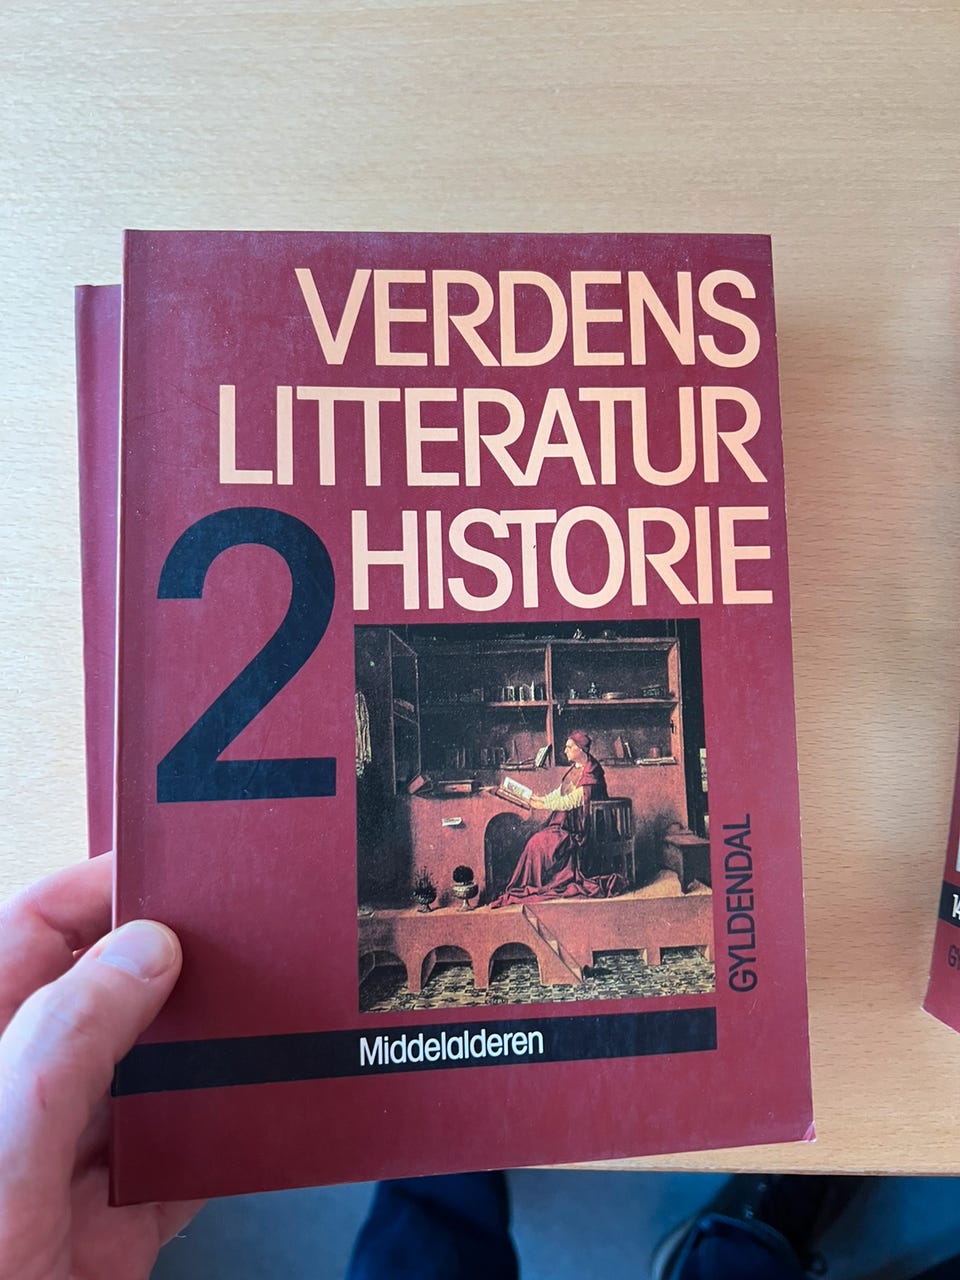 VERDENS
LITTERATUR
HISTORIE
2
GYLDENDAL
Middelalderen